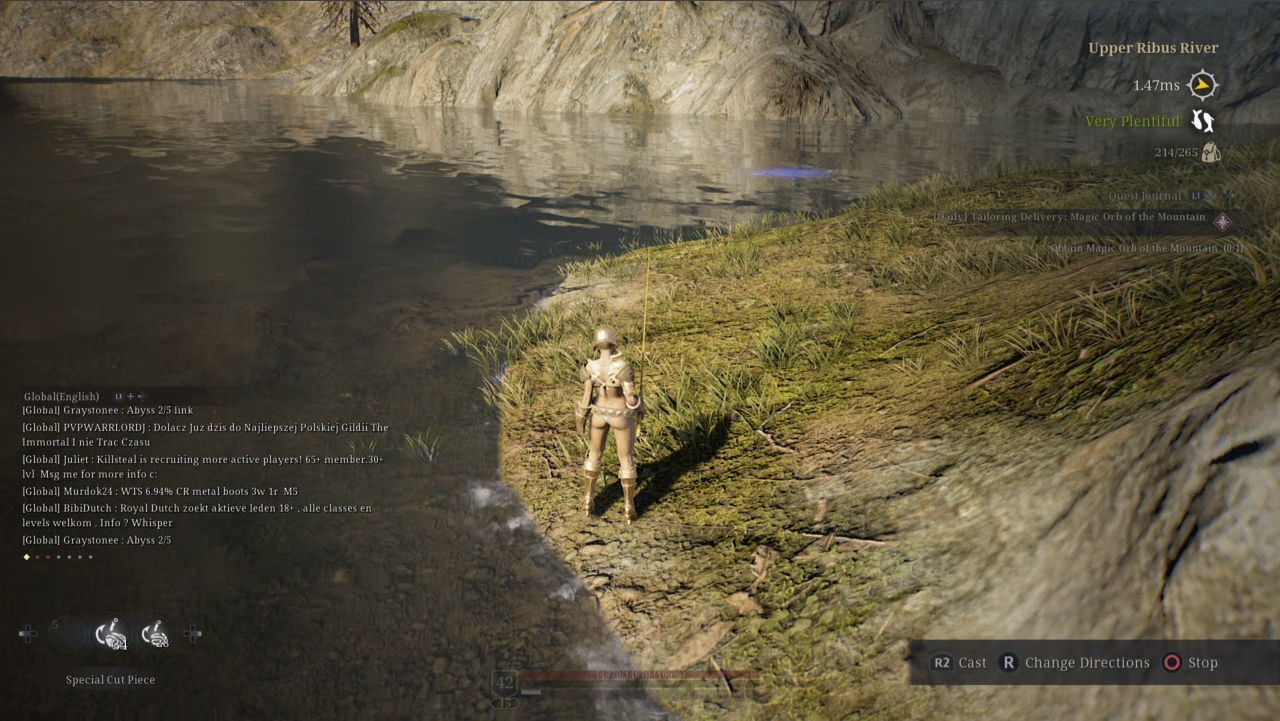 Upper Ribus River
1.47ms
Very Plentiful
214/265
Quest Journal L1
[Daily] Tailoring Delivery: Magic Orb of the Mountain
Obtain Magic Orb of the Mountain (0/1)
Global(English) L1 +
[Global] Graystonee : Abyss 2/5 link
[Global] PVPWARRLORDJ : Dolacz Juz dzis do Najliepszej Polskiej Gildii The
Immortal I nie Trac Czasu
[Global] Juliet : Killsteal is recruiting more active players! 65+ member.30+
lvl Msg me for more info c:
[Global] Murdok24 : WTS 6.94% CR metal boots 3w 1r M5
[Global] BibiDutch : Royal Dutch zoekt aktieve leden 18+ , alle classes en
levels welkom . Info ? Whisper
[Global] Graystonee : Abyss 2/5
5
Special Cut Piece
42
R2 Cast R Change Directions Stop